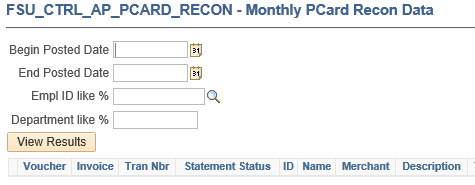 FSU_CTRL_AP_PCARD_RECON - Monthly PCard Recon Data
Begin Posted Date
End Posted Date
Empl ID like %
Department like %
View Results
Voucher Invoice Tran Nbr Statement Status ID Name Merchant Description